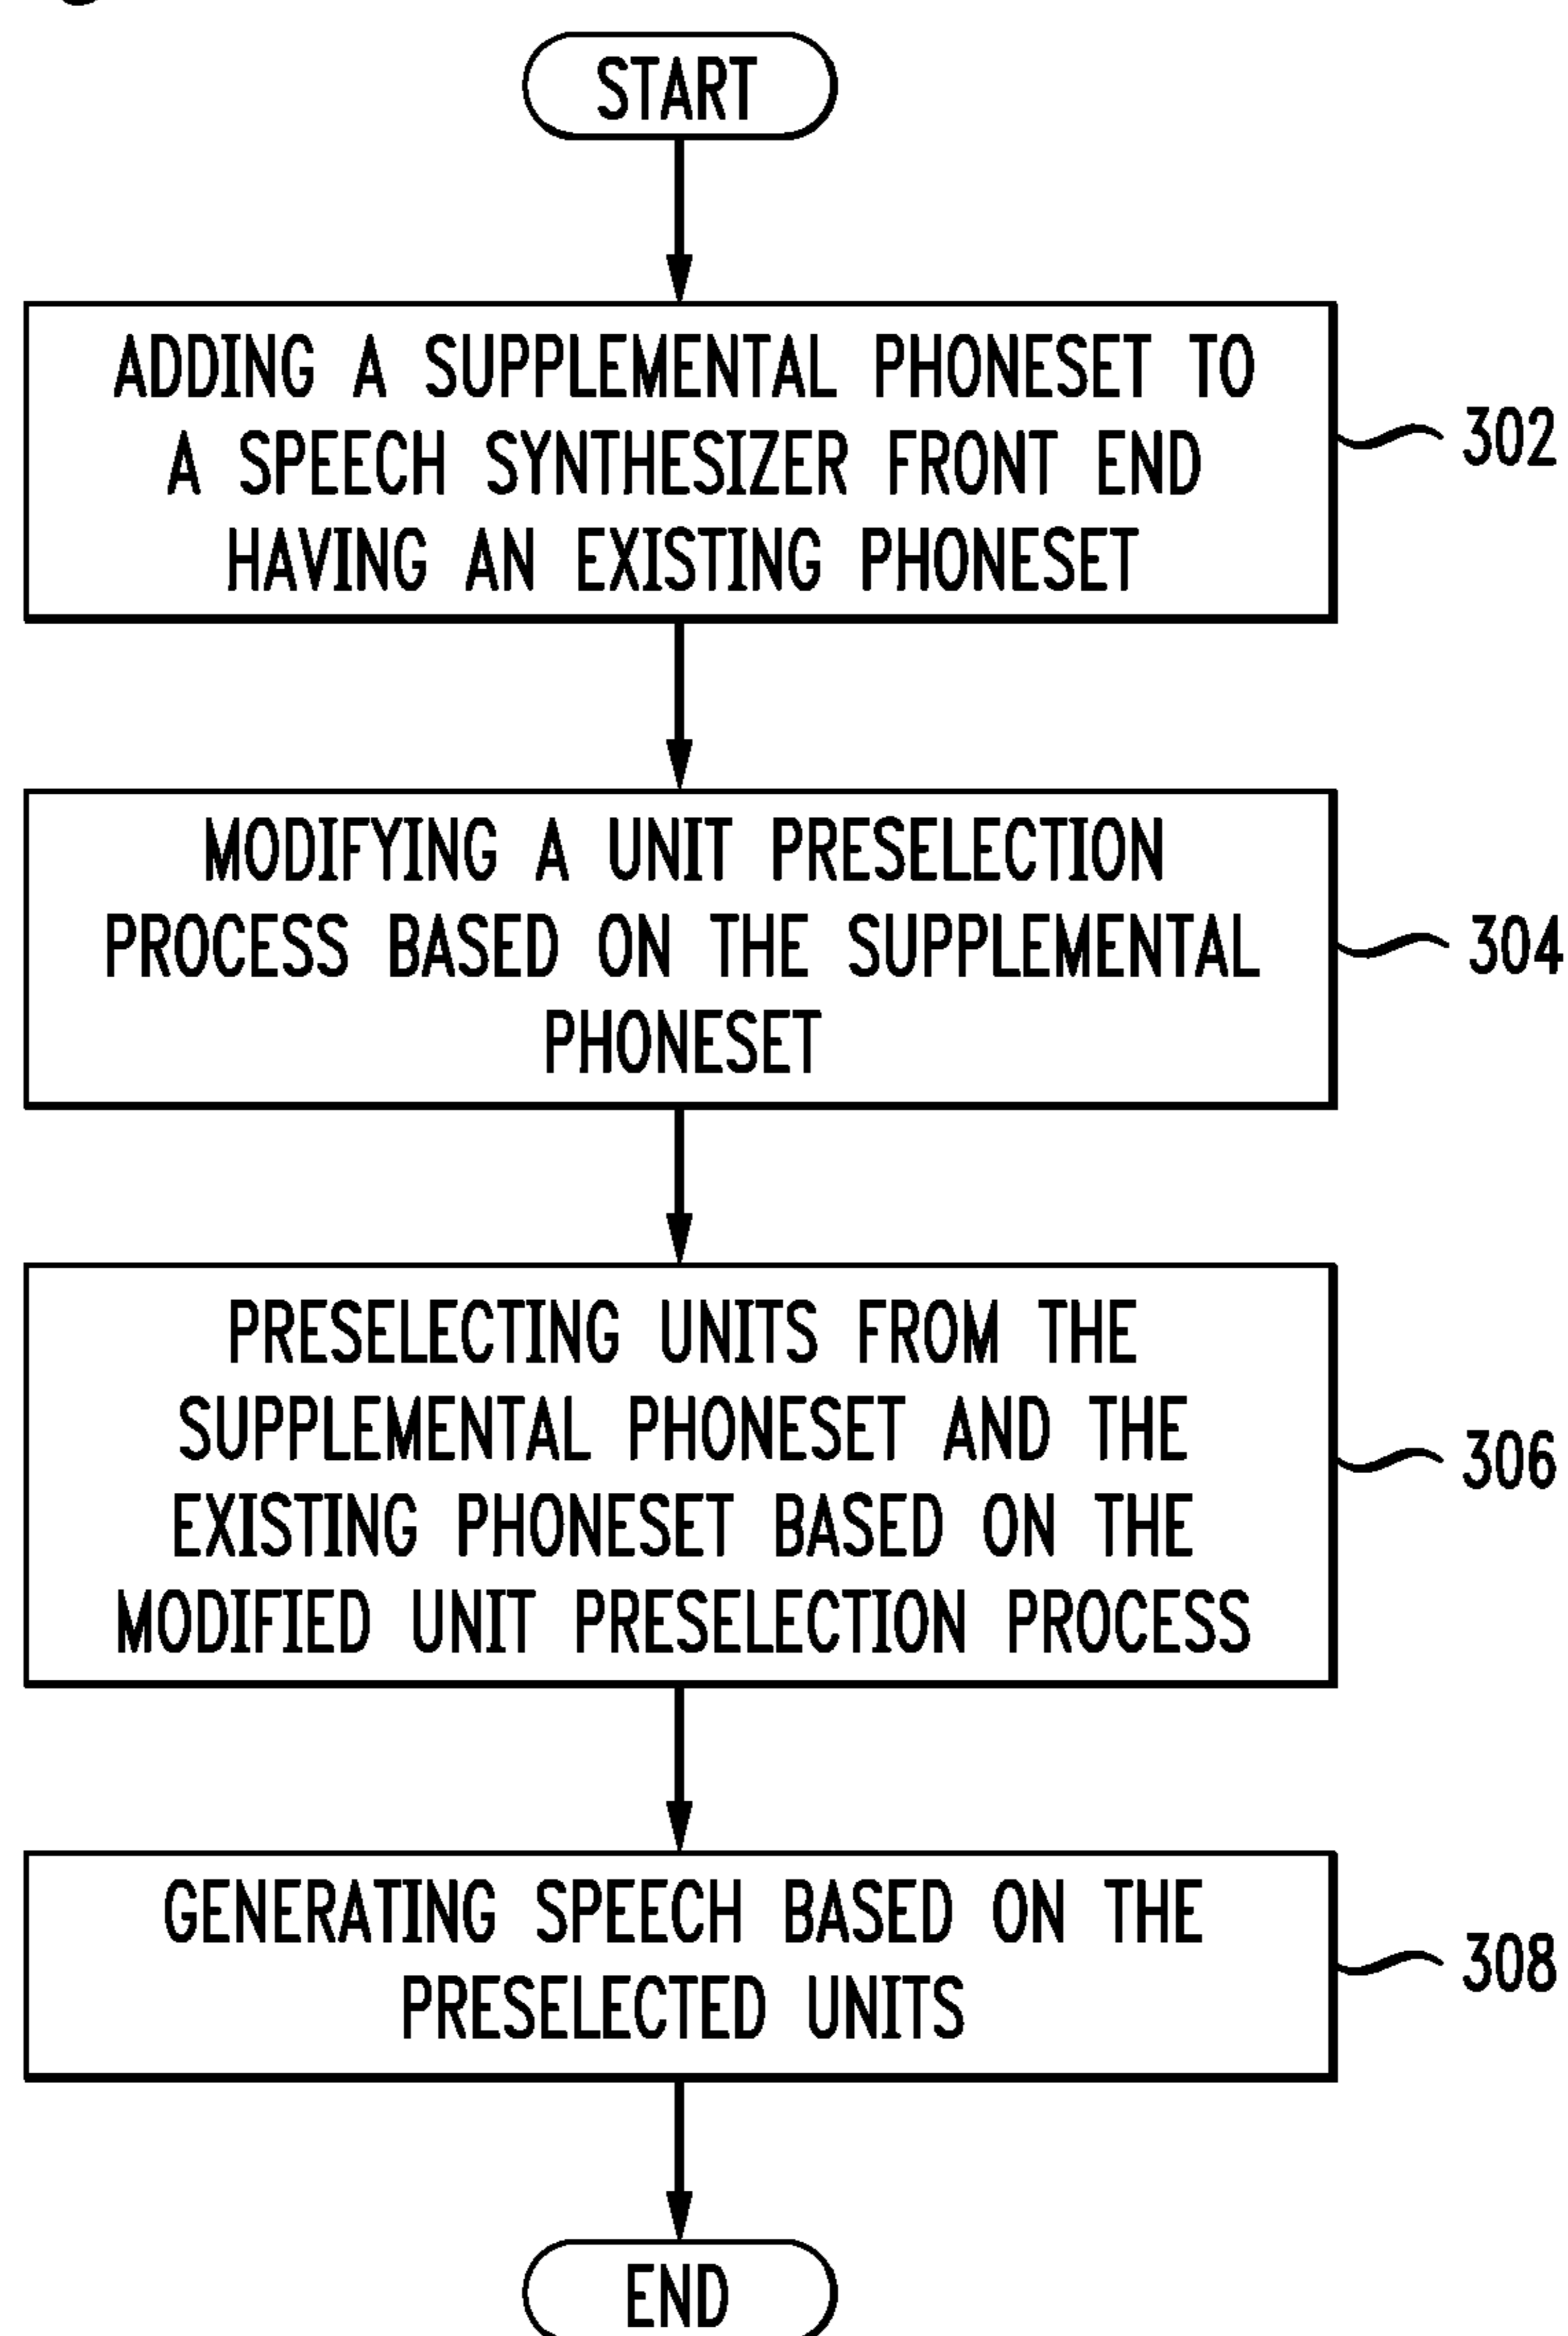 START
ADDING A SUPPLEMENTAL PHONESET TO
A SPEECH SYNTHESIZER FRONT END
HAVING AN EXISTING PHONESET
302
MODIFYING A UNIT PRESELECTION
PROCESS BASED ON THE SUPPLEMENTAL
PHONESET
304
PRESELECTING UNITS FROM THE
SUPPLEMENTAL PHONESET AND THE
EXISTING PHONESET BASED ON THE
MODIFIED UNIT PRESELECTION PROCESS
306
GENERATING SPEECH BASED ON THE
PRESELECTED UNITS
308
END